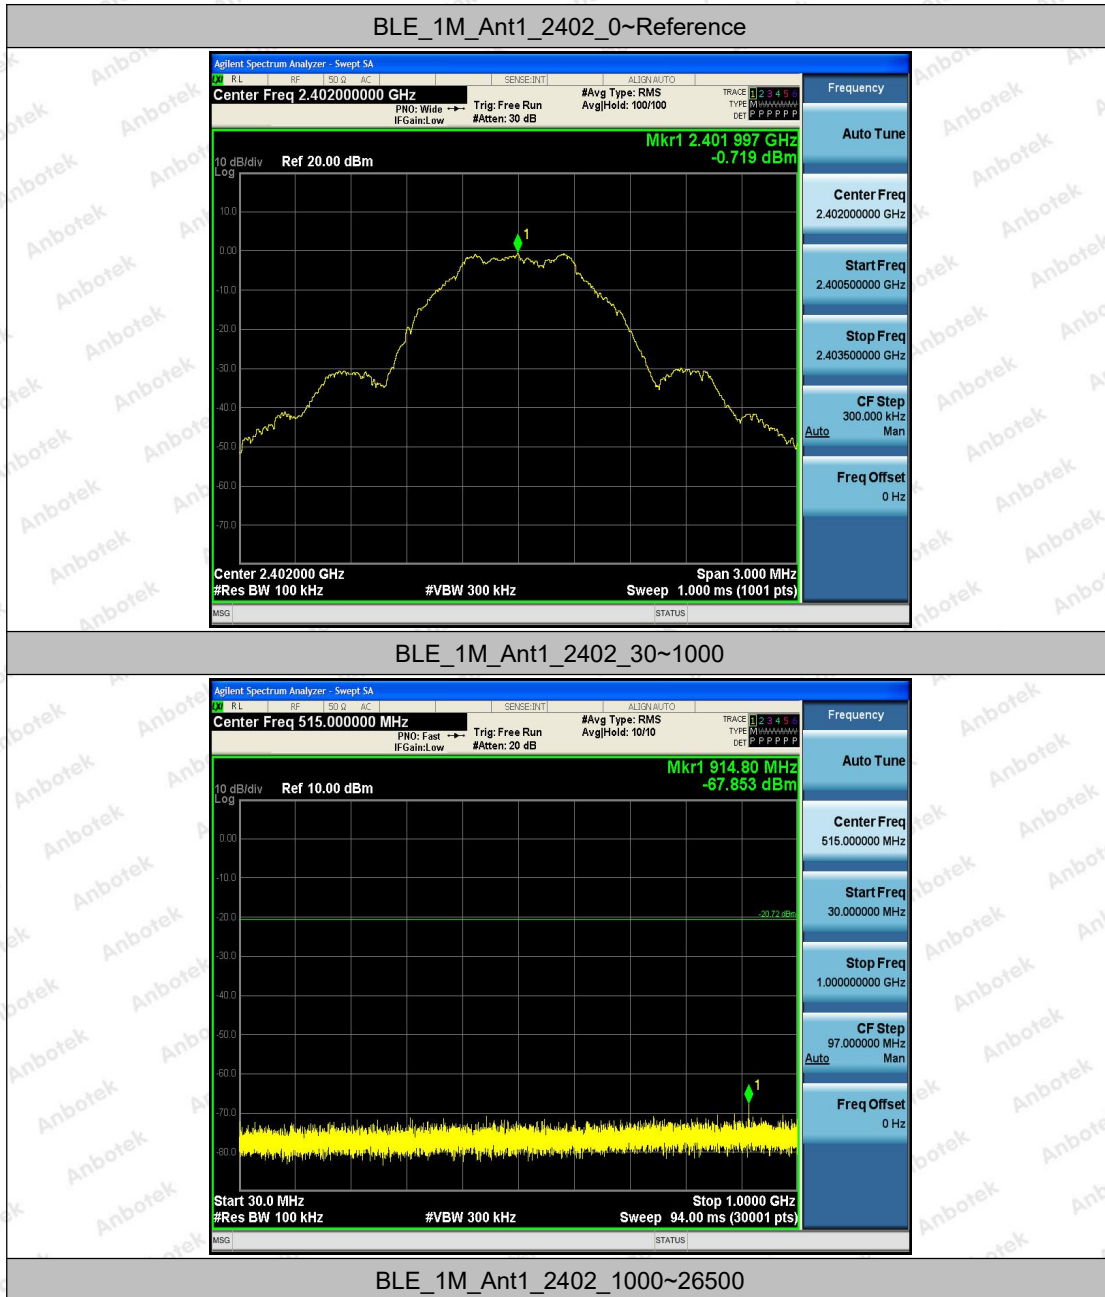 BLE_1M_Ant1_2402_0~Reference
Agilent Spectrum Analyzer - Swept SA
LXI RL RF 50 Ω AC SENSE:INT ALIGN AUTO
Center Freq 2.402000000 GHz
PNO: Wide
IFGain:Low
Trig: Free Run
#Atten: 30 dB
#Avg Type: RMS
Avg|Hold: 100/100
TRACE 1 2 3 4 5 6
TYPE M WWWWW
DET P P P P P P
Mkr1 2.401 997 GHz
-0.719 dBm
10 dB/div Ref 20.00 dBm
Log
10.0
0.00
-10.0
-20.0
-30.0
-40.0
-50.0
-60.0
-70.0
1
Center 2.402000 GHz
Span 3.000 MHz
#Res BW 100 kHz
#VBW 300 kHz
Sweep 1.000 ms (1001 pts)
MSG
STATUS
Frequency
Auto Tune
Center Freq
2.402000000 GHz
Start Freq
2.400500000 GHz
Stop Freq
2.403500000 GHz
CF Step
300.000 kHz
Auto Man
Freq Offset
0 Hz
BLE_1M_Ant1_2402_30~1000
Agilent Spectrum Analyzer - Swept SA
LXI RL RF 50 Ω AC SENSE:INT ALIGN AUTO
Center Freq 515.000000 MHz
PNO: Fast
IFGain:Low
Trig: Free Run
#Atten: 20 dB
#Avg Type: RMS
Avg|Hold: 10/10
TRACE 1 2 3 4 5 6
TYPE M WWWWW
DET P P P P P P
Mkr1 914.80 MHz
-67.853 dBm
10 dB/div Ref 10.00 dBm
Log
0.00
-10.0
-20.0
-30.0
-40.0
-50.0
-60.0
-70.0
-80.0
-20.72 dBm
1
Start 30.0 MHz
Stop 1.0000 GHz
#Res BW 100 kHz
#VBW 300 kHz
Sweep 94.00 ms (30001 pts)
MSG
STATUS
Frequency
Auto Tune
Center Freq
515.000000 MHz
Start Freq
30.000000 MHz
Stop Freq
1.000000000 GHz
CF Step
97.000000 MHz
Auto Man
Freq Offset
0 Hz
BLE_1M_Ant1_2402_1000~26500